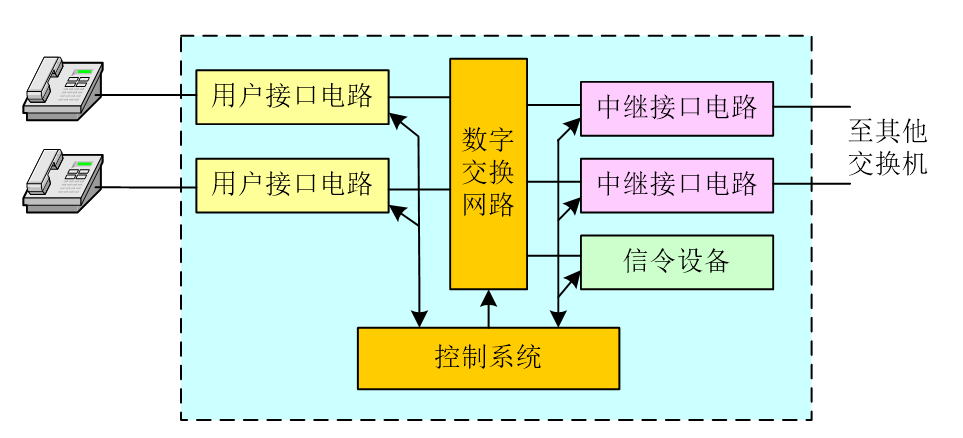 用户接口电路
用户接口电路
数字
交换
网路
中继接口电路
中继接口电路
信令设备
控制系统
至其他
交换机